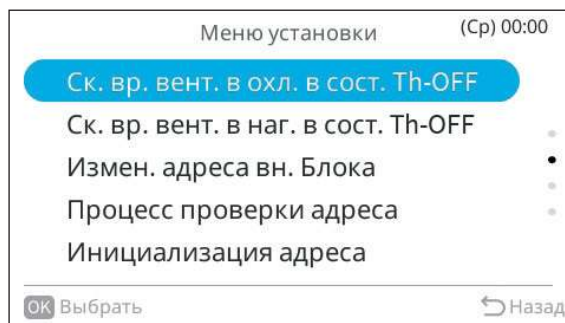 Меню установки (Ср) 00:00
Ск. вр. вент. в охл. в сост. Th-OFF
Ск. вр. вент. в наг. в сост. Th-OFF
Измен. адреса вн. Блока
Процесс проверки адреса
Инициализация адреса
OK Выбрать Назад